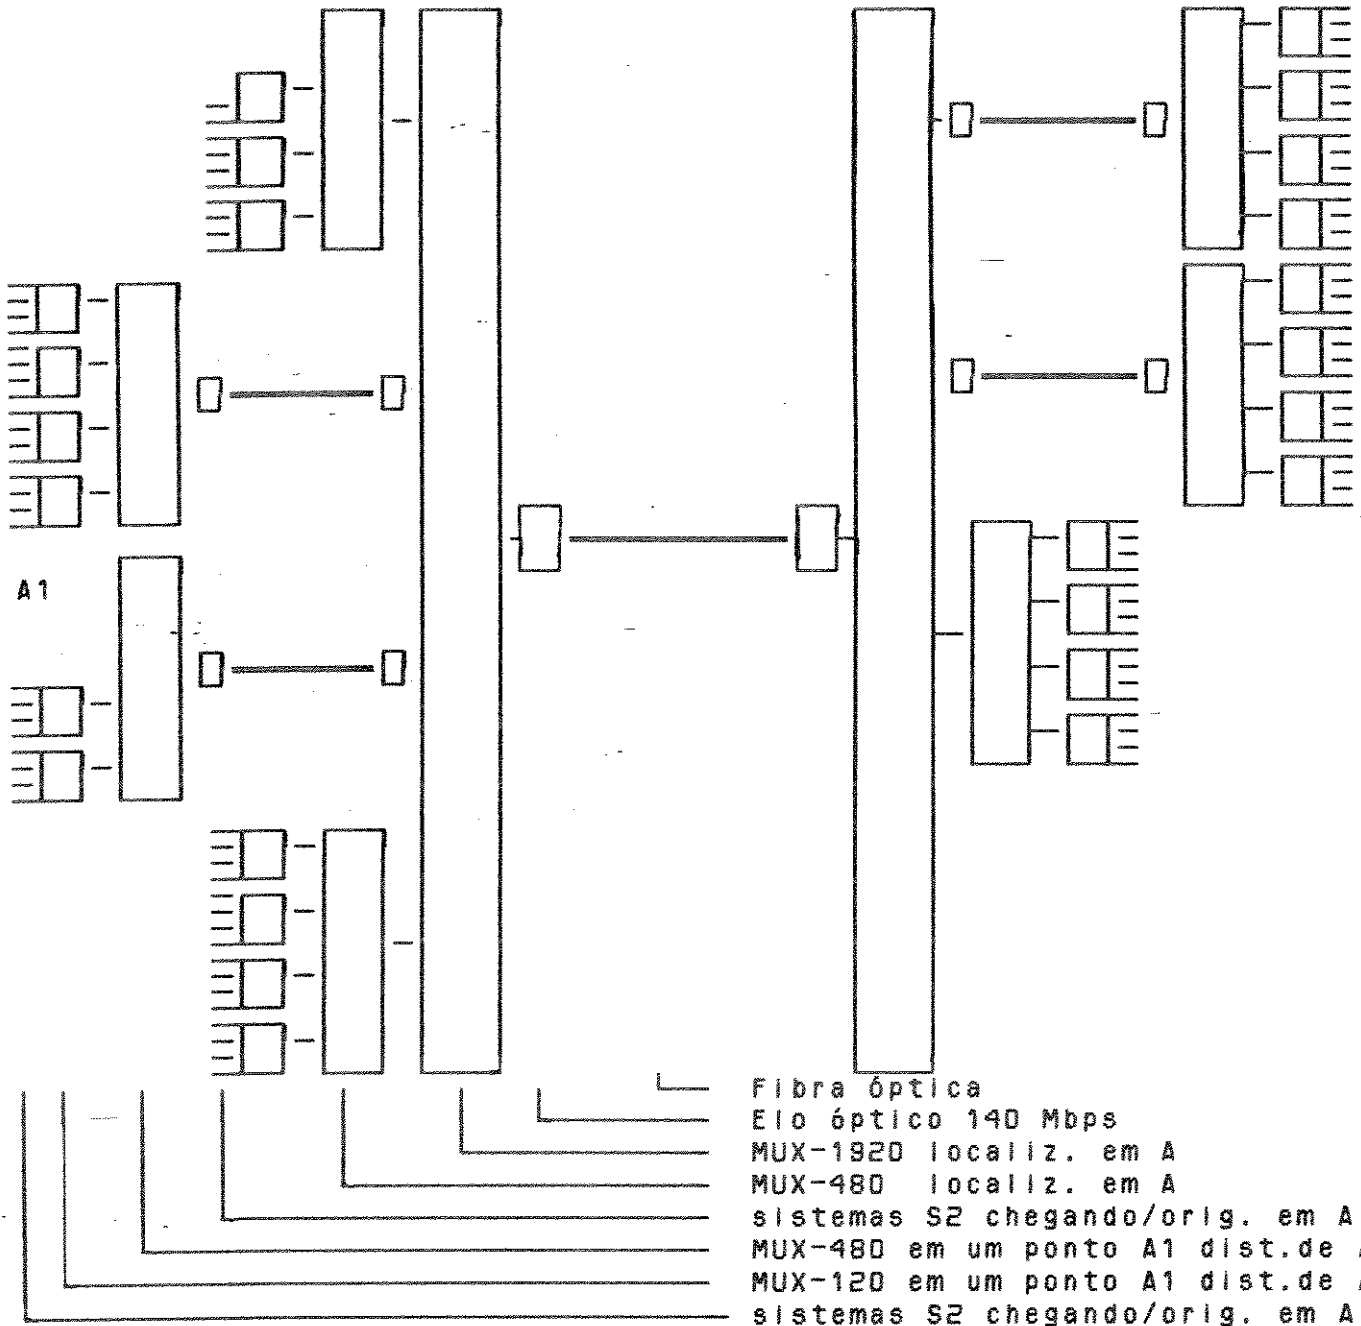 A1
Fibra óptica
Elo óptico 140 Mbps
MUX-1920 localiz. em A
MUX-480 localiz. em A
sistemas S2 chegando/orig. em A
MUX-480 em um ponto A1 dist.de
MUX-120 em um ponto A1 dist.de
sistemas S2 chegando/orig. em A